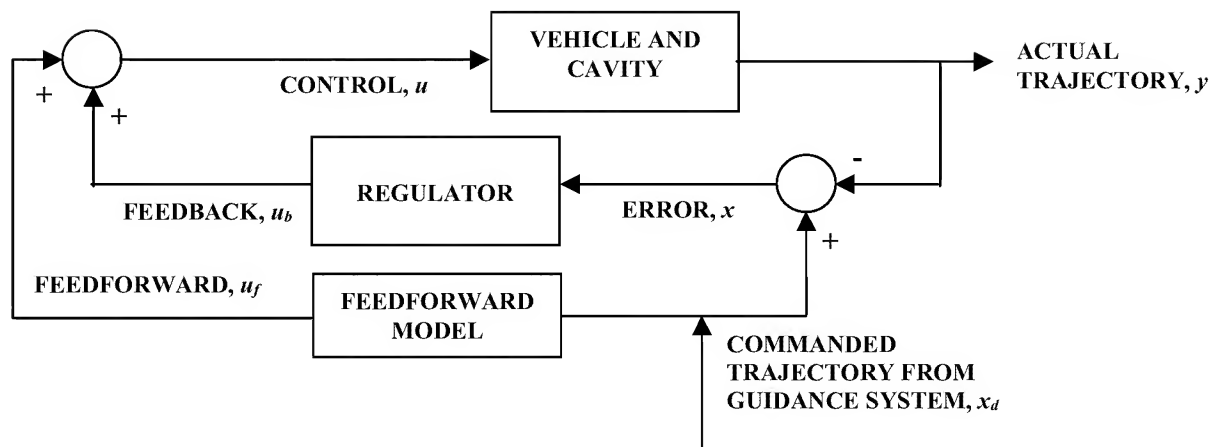 VEHICLE AND
CAVITY
ACTUAL
TRAJECTORY, y
+
CONTROL, u
+
-
REGULATOR
FEEDBACK, u_b
ERROR, x
+
FEEDFORWARD, u_f
FEEDFORWARD
MODEL
COMMANDED
TRAJECTORY FROM
GUIDANCE SYSTEM, x_d